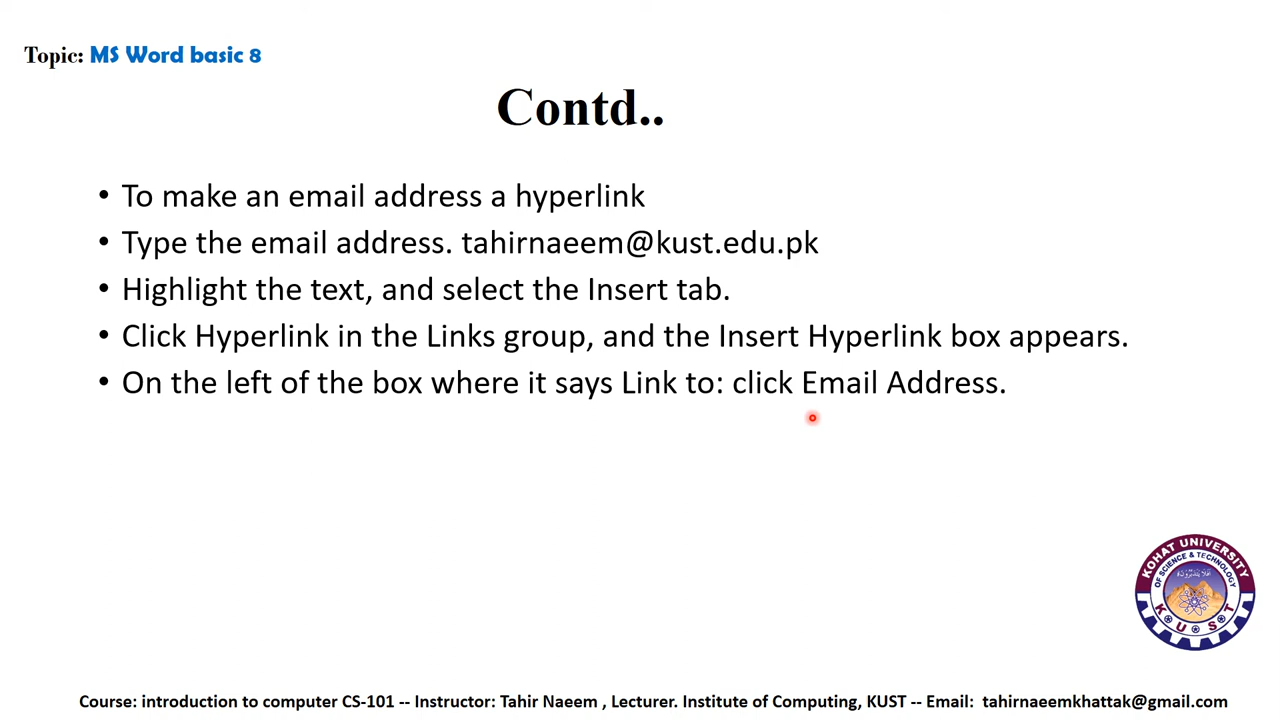 Topic: MS Word basic 8
Contd..
• To make an email address a hyperlink
• Type the email address. tahirnaeem@kust.edu.pk
• Highlight the text, and select the Insert tab.
• Click Hyperlink in the Links group, and the Insert Hyperlink box appears.
• On the left of the box where it says Link to: click Email Address.
KOHAT UNIVERSITY
OF SCIENCE & TECHNOLOGY
K U S T
Course: introduction to computer CS-101 -- Instructor: Tahir Naeem , Lecturer. Institute of Computing, KUST -- Email: tahirnaeemkhattak@gmail.com